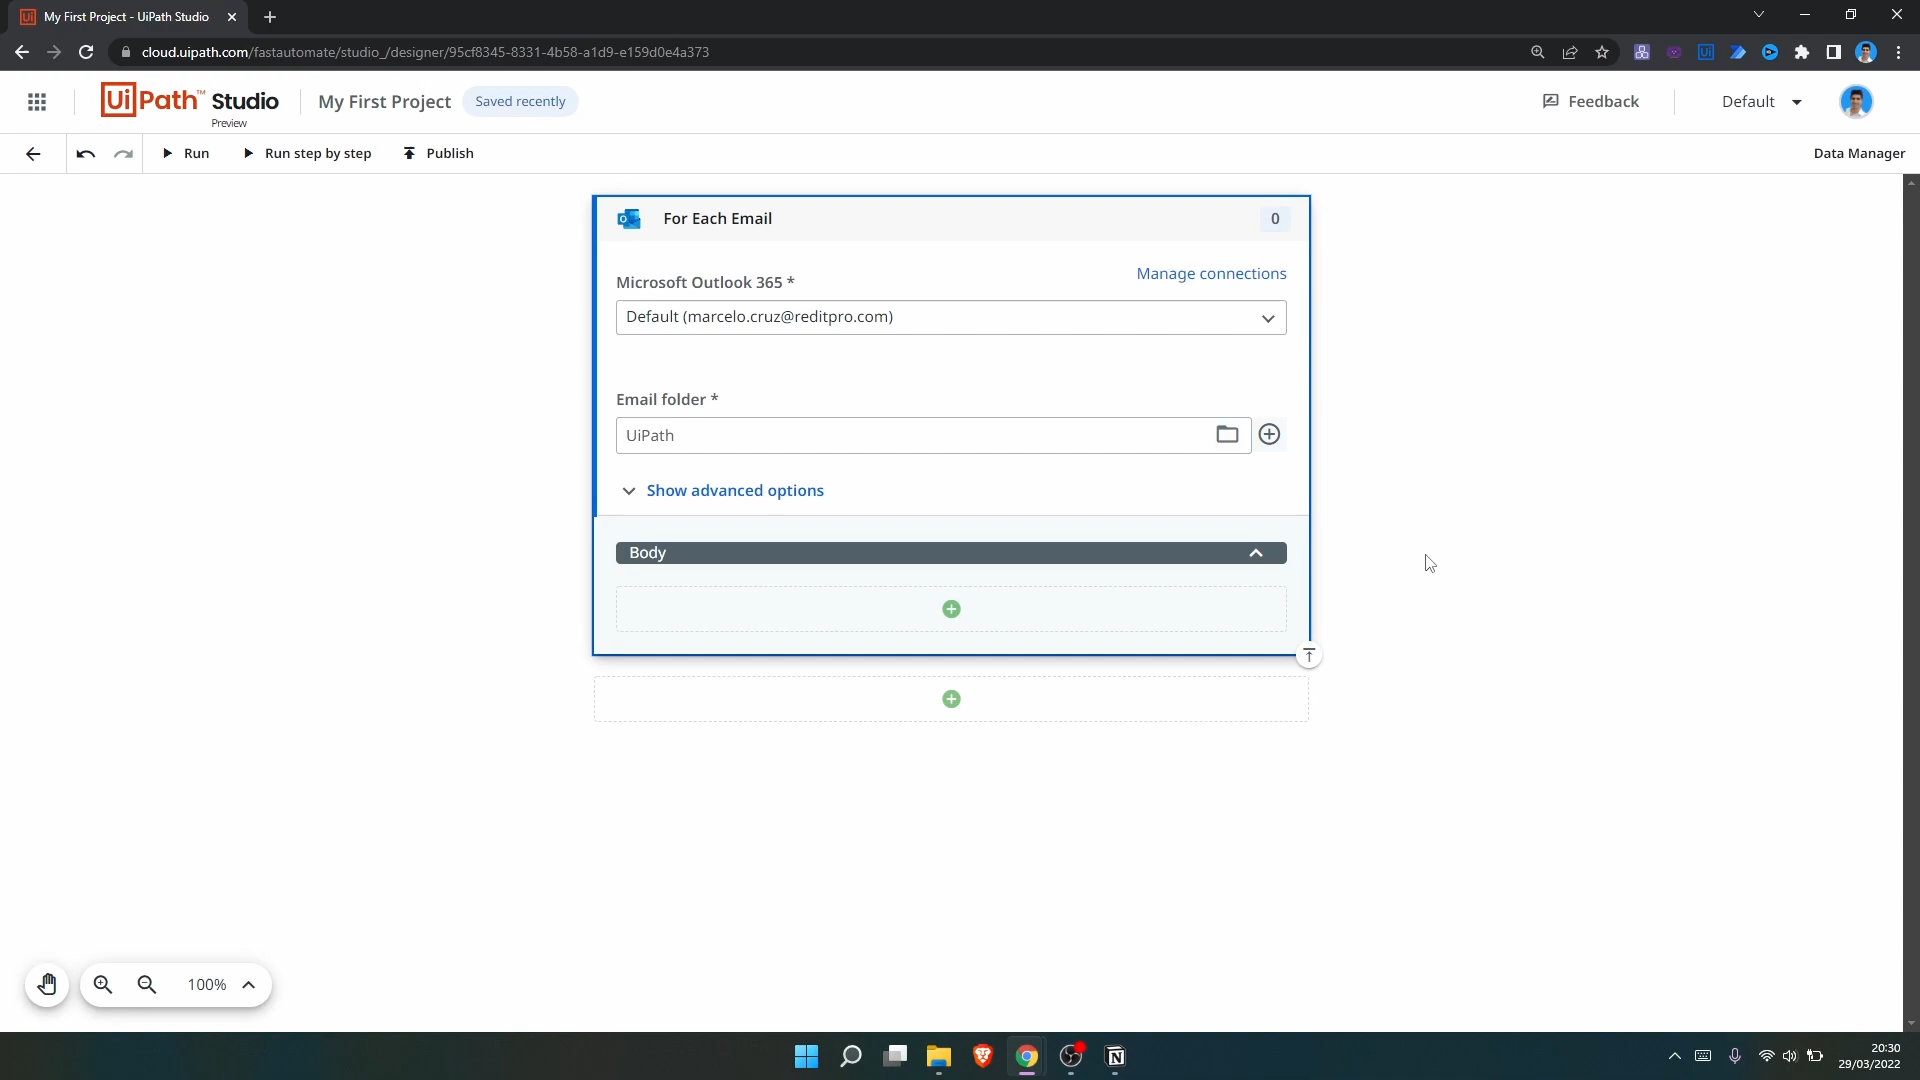 My First Project - UiPath Studio
cloud.uipath.com/fastautomate/studio_/designer/95cf8345-8331-4b58-a1d9-e159d0e4a373
UiPath™ Studio
Preview
My First Project
Saved recently
Feedback
Default
Run
Run step by step
Publish
Data Manager
For Each Email
0
Manage connections
Microsoft Outlook 365 *
Default (marcelo.cruz@reditpro.com)
Email folder *
UiPath
Show advanced options
Body
100%
20:30
29/03/2022